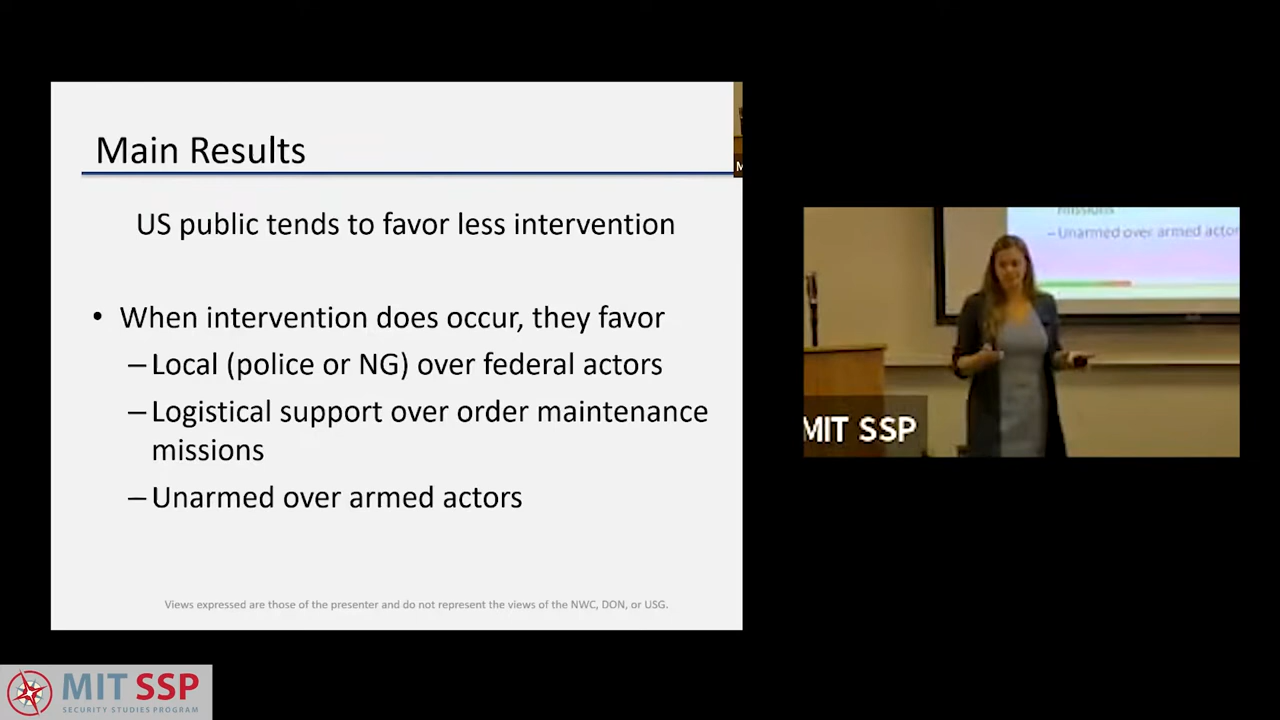 Main Results
US public tends to favor less intervention
• When intervention does occur, they favor
–Local (police or NG) over federal actors
–Logistical support over order maintenance
missions
–Unarmed over armed actors
Views expressed are those of the presenter and do not represent the views of the NWC, DON, or USG.
M
missions
–Unarmed over armed actor
MIT SSP
MIT SSP
SECURITY STUDIES PROGRAM